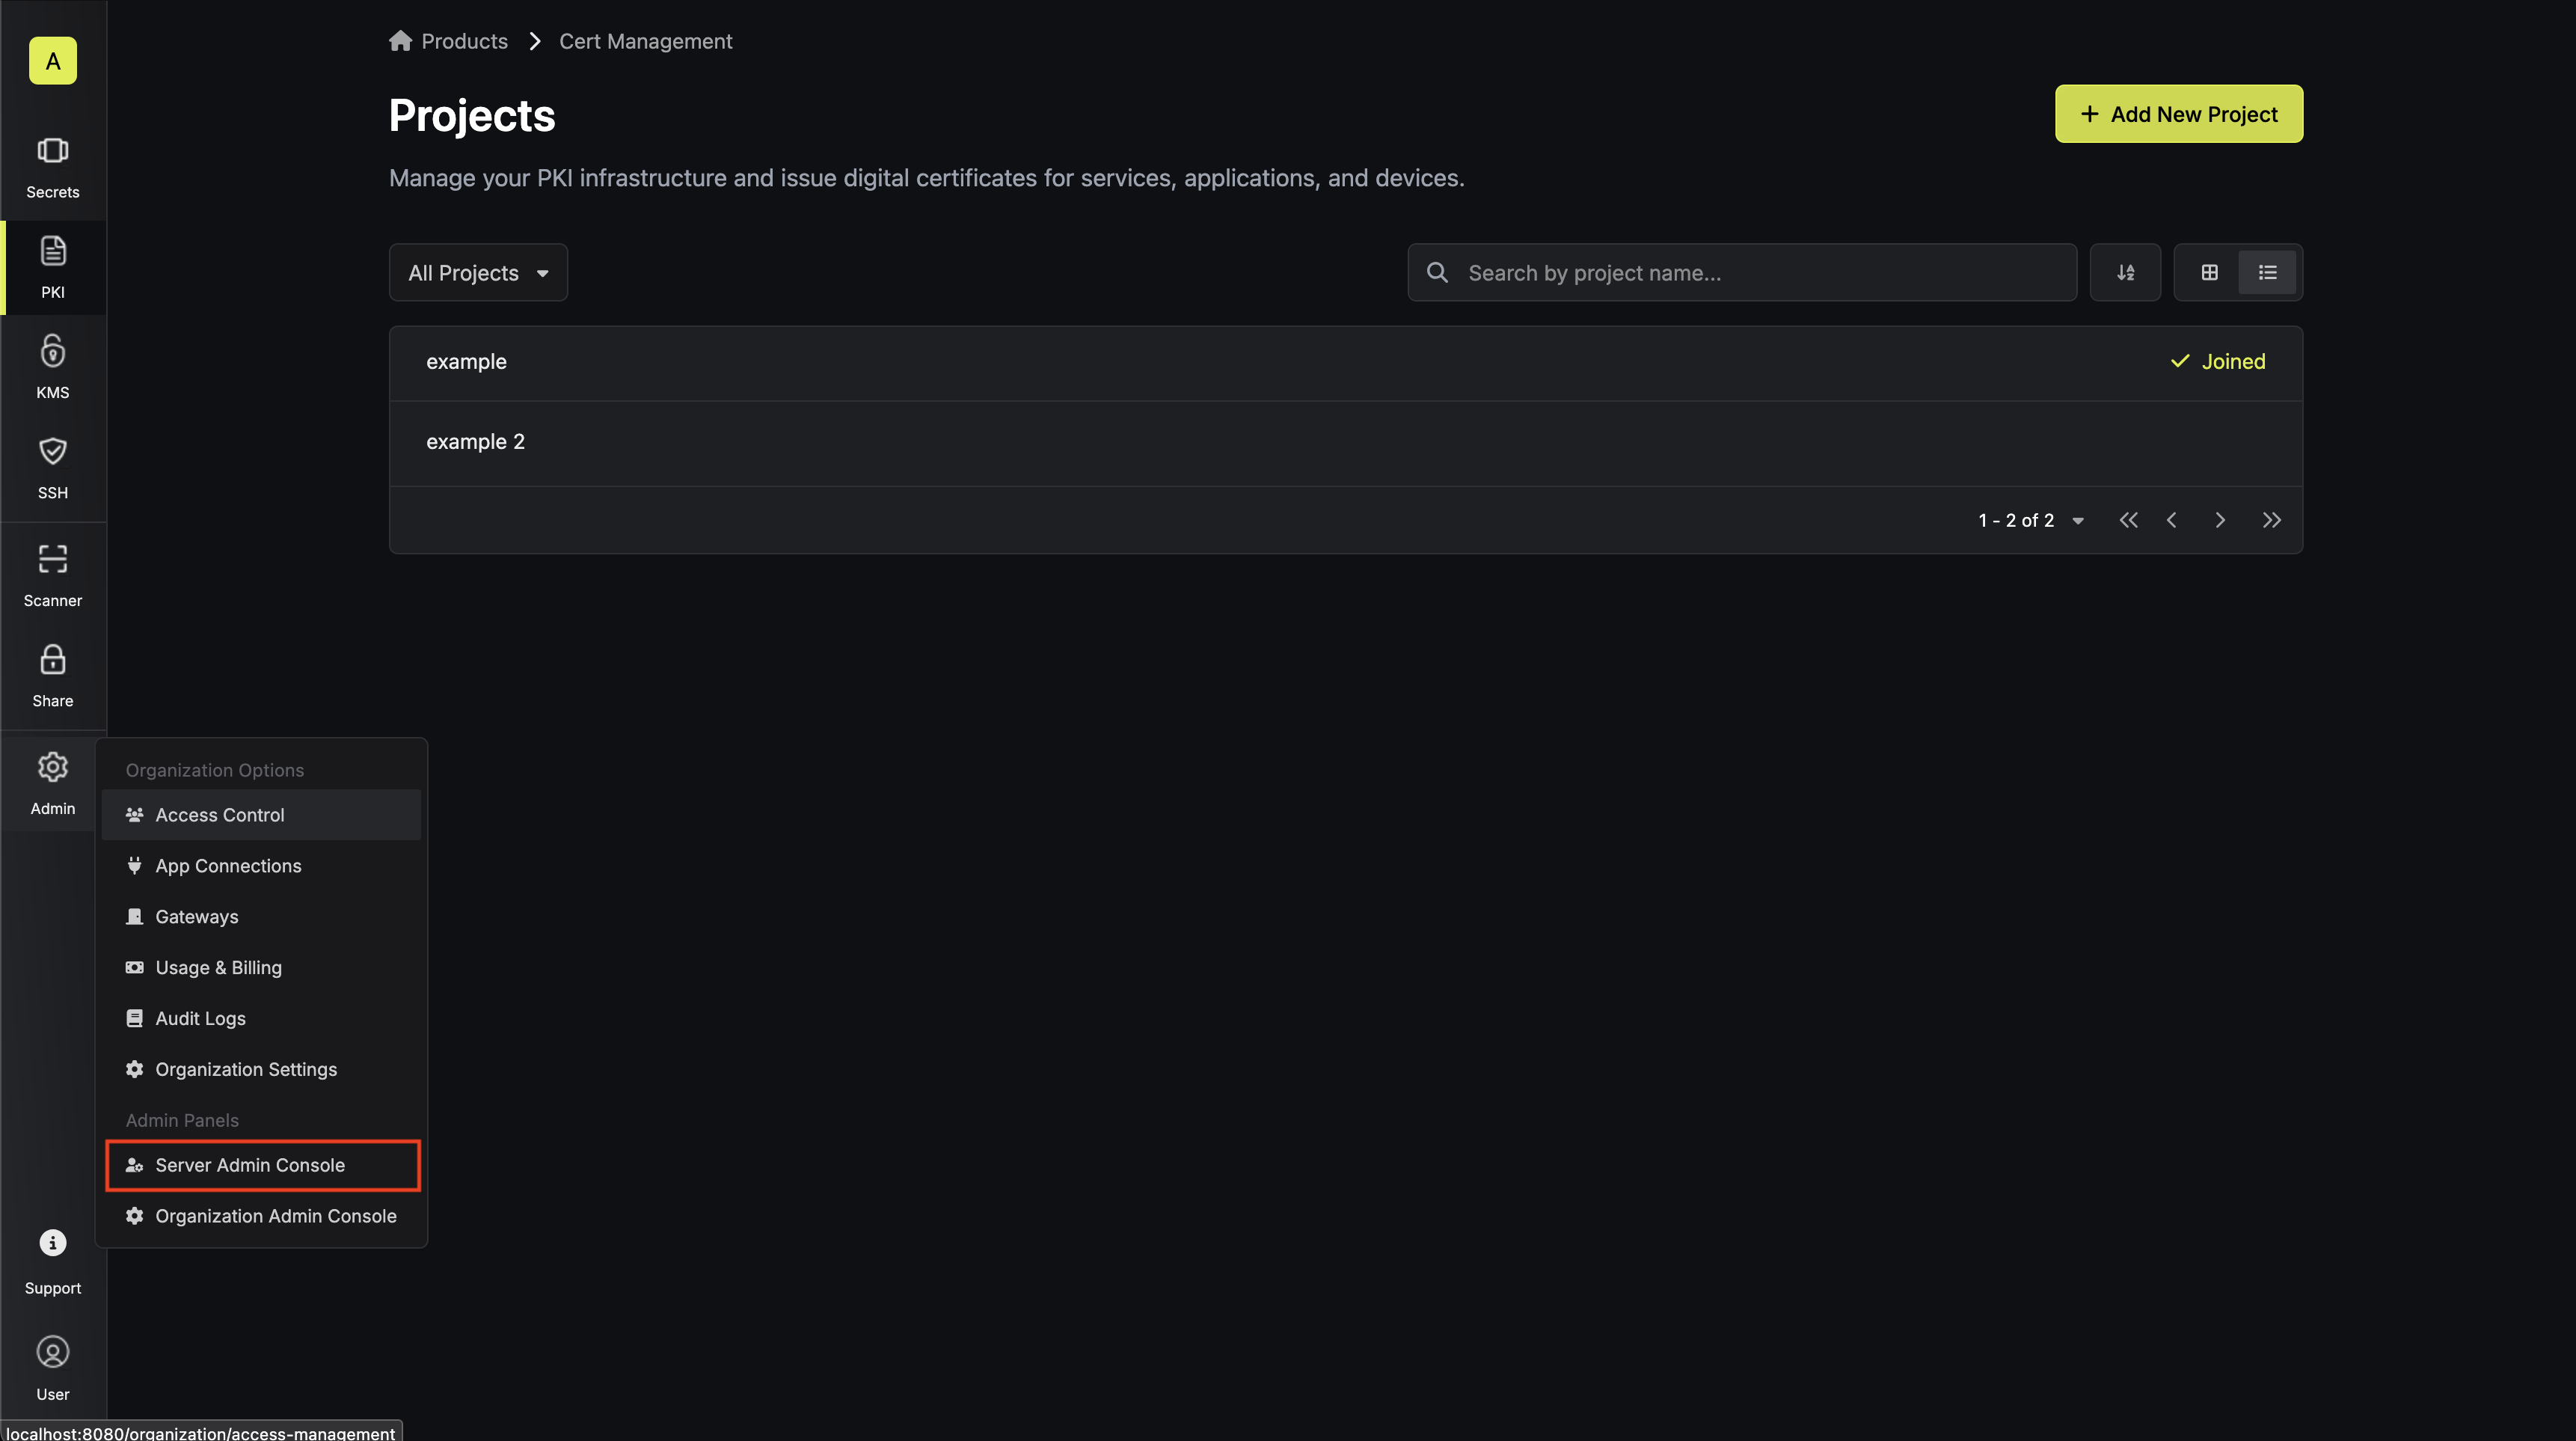 A
Secrets
PKI
KMS
SSH
Scanner
Share
Admin
Support
User
Products
Cert Management
Projects
Add New Project
Manage your PKI infrastructure and issue digital certificates for services, applications, and devices.
All Projects
Search by project name...
example
Joined
example 2
1 - 2 of 2
Organization Options
Access Control
App Connections
Gateways
Usage & Billing
Audit Logs
Organization Settings
Admin Panels
Server Admin Console
Organization Admin Console
localhost:8080/organization/access-management